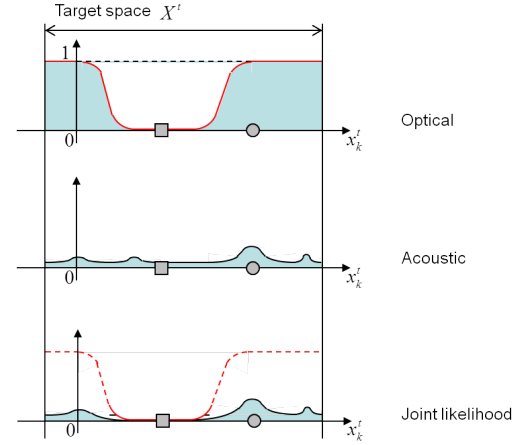 Target space X^t
1
0
x_k^t
Optical
0
x_k^t
Acoustic
0
x_k^t
Joint likelihood